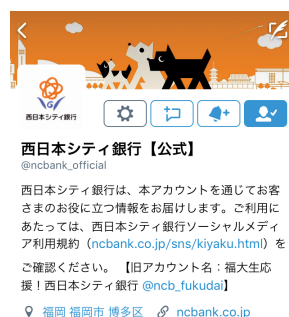 西日本シティ銀行
西日本シティ銀行【公式】
@ncbank_official
西日本シティ銀行は、本アカウントを通じてお客
さまのお役に立つ情報をお届けします。ご利用に
あたっては、西日本シティ銀行ソーシャルメディ
ア利用規約（ncbank.co.jp/sns/kiyaku.html）を
ご確認ください。【旧アカウント名：福大生応
援！西日本シティ銀行 @ncb_fukudai】
福岡 福岡市 博多区 ncbank.co.jp